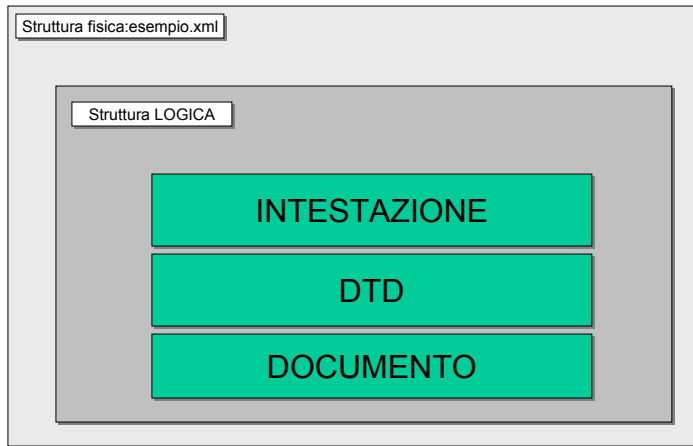 Struttura fisica:esempio.xml
Struttura LOGICA
INTESTAZIONE
DTD
DOCUMENTO